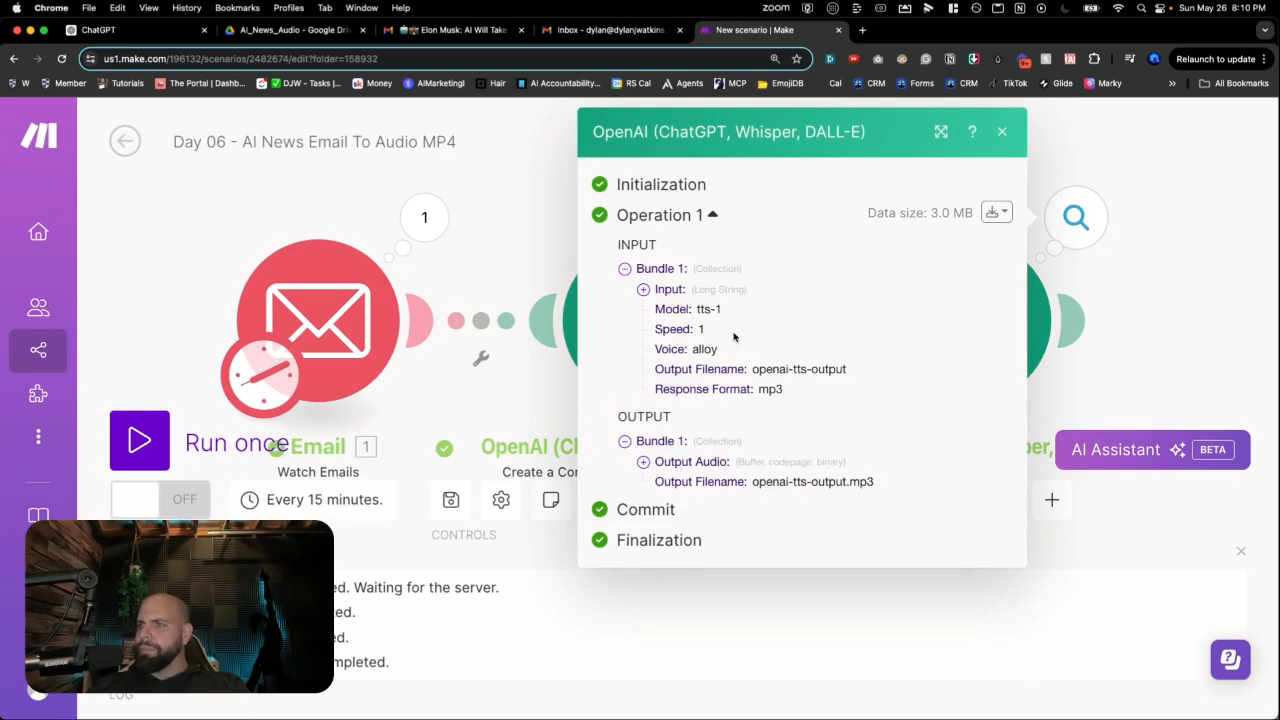 Chrome File Edit View History Bookmarks Profiles Tab Window Help zoom Sun May 26 8:10 PM
ChatGPT AI_News_Audio - Google Dri Elon Musk: AI Will Take Inbox - dylan@dylanjwatkins. New scenario | Make
us1.make.com/196132/scenarios/2482674/edit?folder=158932 Relaunch to update
W Member Tutorials The Portal | Dashb... DJW - Tasks |... Money AIMarketingl Hair AI Accountability... RS Cal Agents MCP EmojiDB Cal CRM Forms CRM TikTok Glide Marky All Bookmarks
Day 06 - AI News Email To Audio MP4
OpenAI (ChatGPT, Whisper, DALL-E)
Initialization
Operation 1
Data size: 3.0 MB
1
INPUT
Bundle 1: (Collection)
Input: (Long String)
Model: tts-1
Speed: 1
Voice: alloy
Output Filename: openai-tts-output
Response Format: mp3
OUTPUT
Bundle 1: (Collection)
Output Audio: (Buffer, codepage: binary)
Output Filename: openai-tts-output.mp3
Commit
Finalization
Run once
Email 1
Watch Emails
OpenAI (Cl
Create a Con
er,
AI Assistant BETA
OFF
Every 15 minutes.
CONTROLS
ed. Waiting for the server.
ted.
d.
mpleted.
LOG